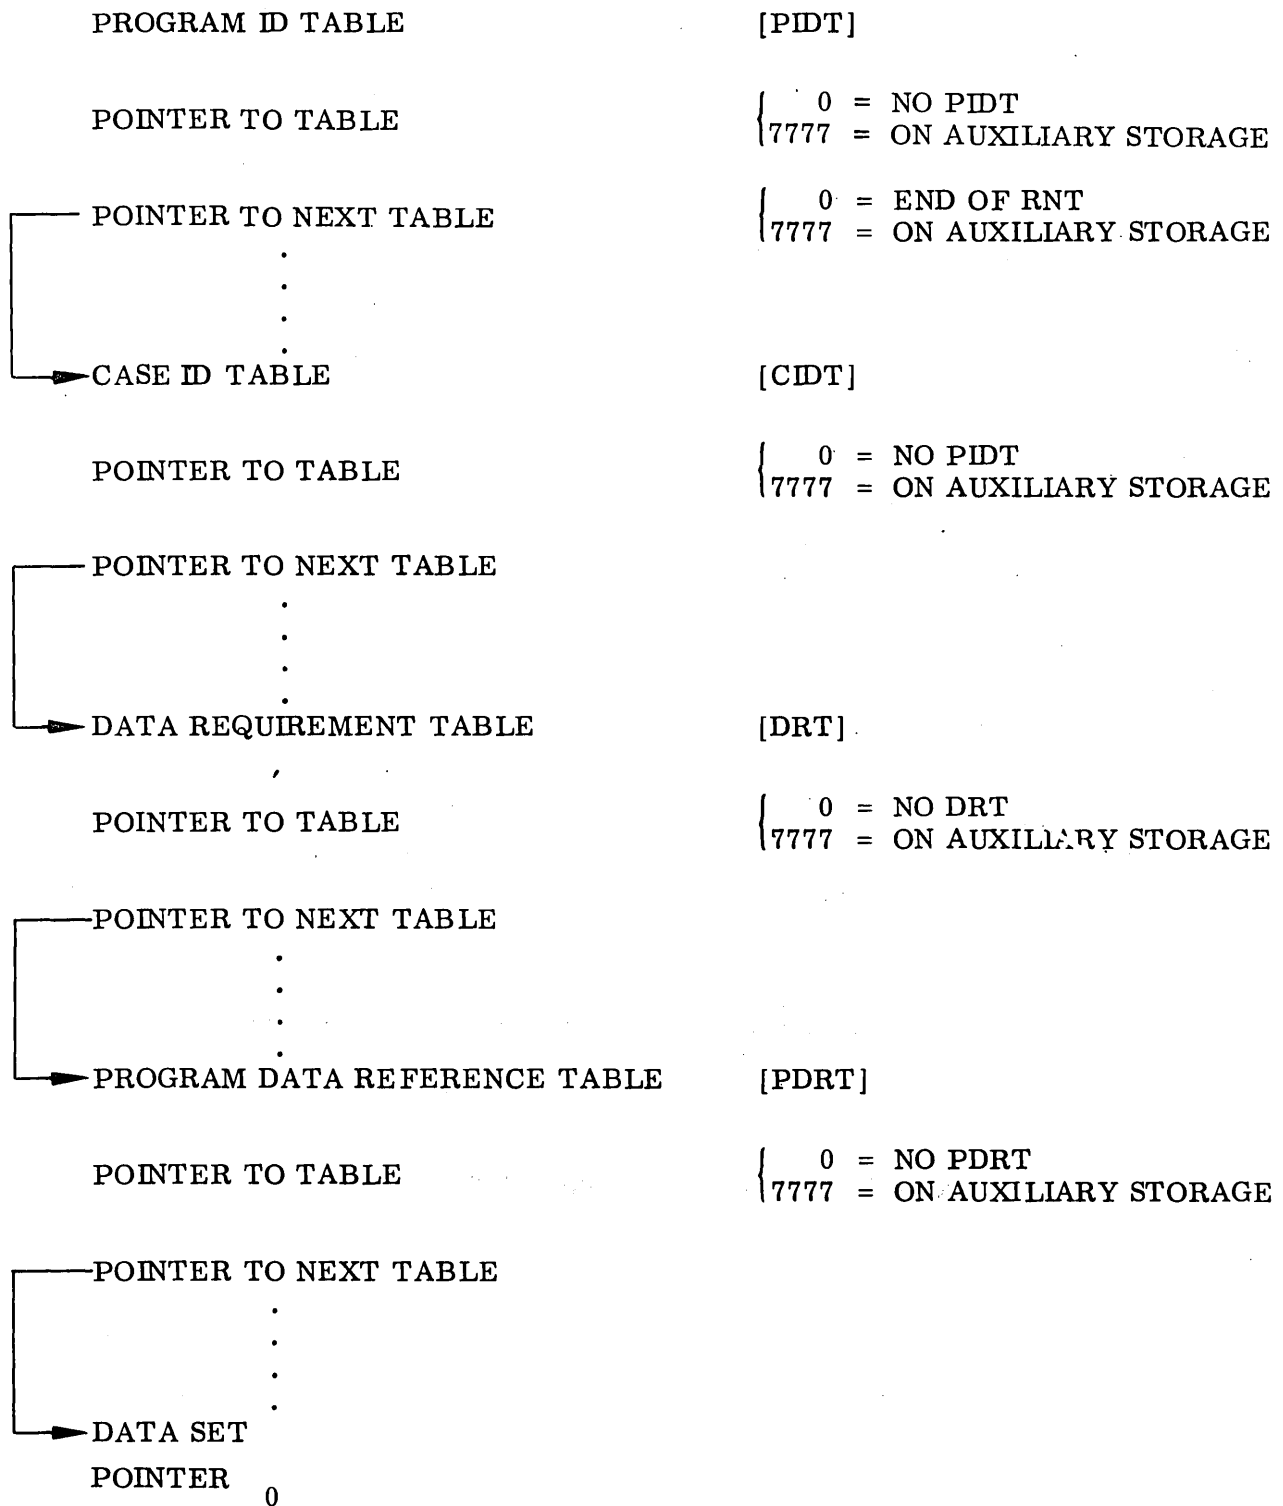 PROGRAM ID TABLE [PIDT]
POINTER TO TABLE { 0 = NO PIDT
7777 = ON AUXILIARY STORAGE
POINTER TO NEXT TABLE { 0 = END OF RNT
7777 = ON AUXILIARY STORAGE
CASE ID TABLE [CIDT]
POINTER TO TABLE { 0 = NO PIDT
7777 = ON AUXILIARY STORAGE
POINTER TO NEXT TABLE
DATA REQUIREMENT TABLE [DRT]
POINTER TO TABLE { 0 = NO DRT
7777 = ON AUXILIARY STORAGE
POINTER TO NEXT TABLE
PROGRAM DATA REFERENCE TABLE [PDRT]
POINTER TO TABLE { 0 = NO PDRT
7777 = ON AUXILIARY STORAGE
POINTER TO NEXT TABLE
DATA SET
POINTER
0